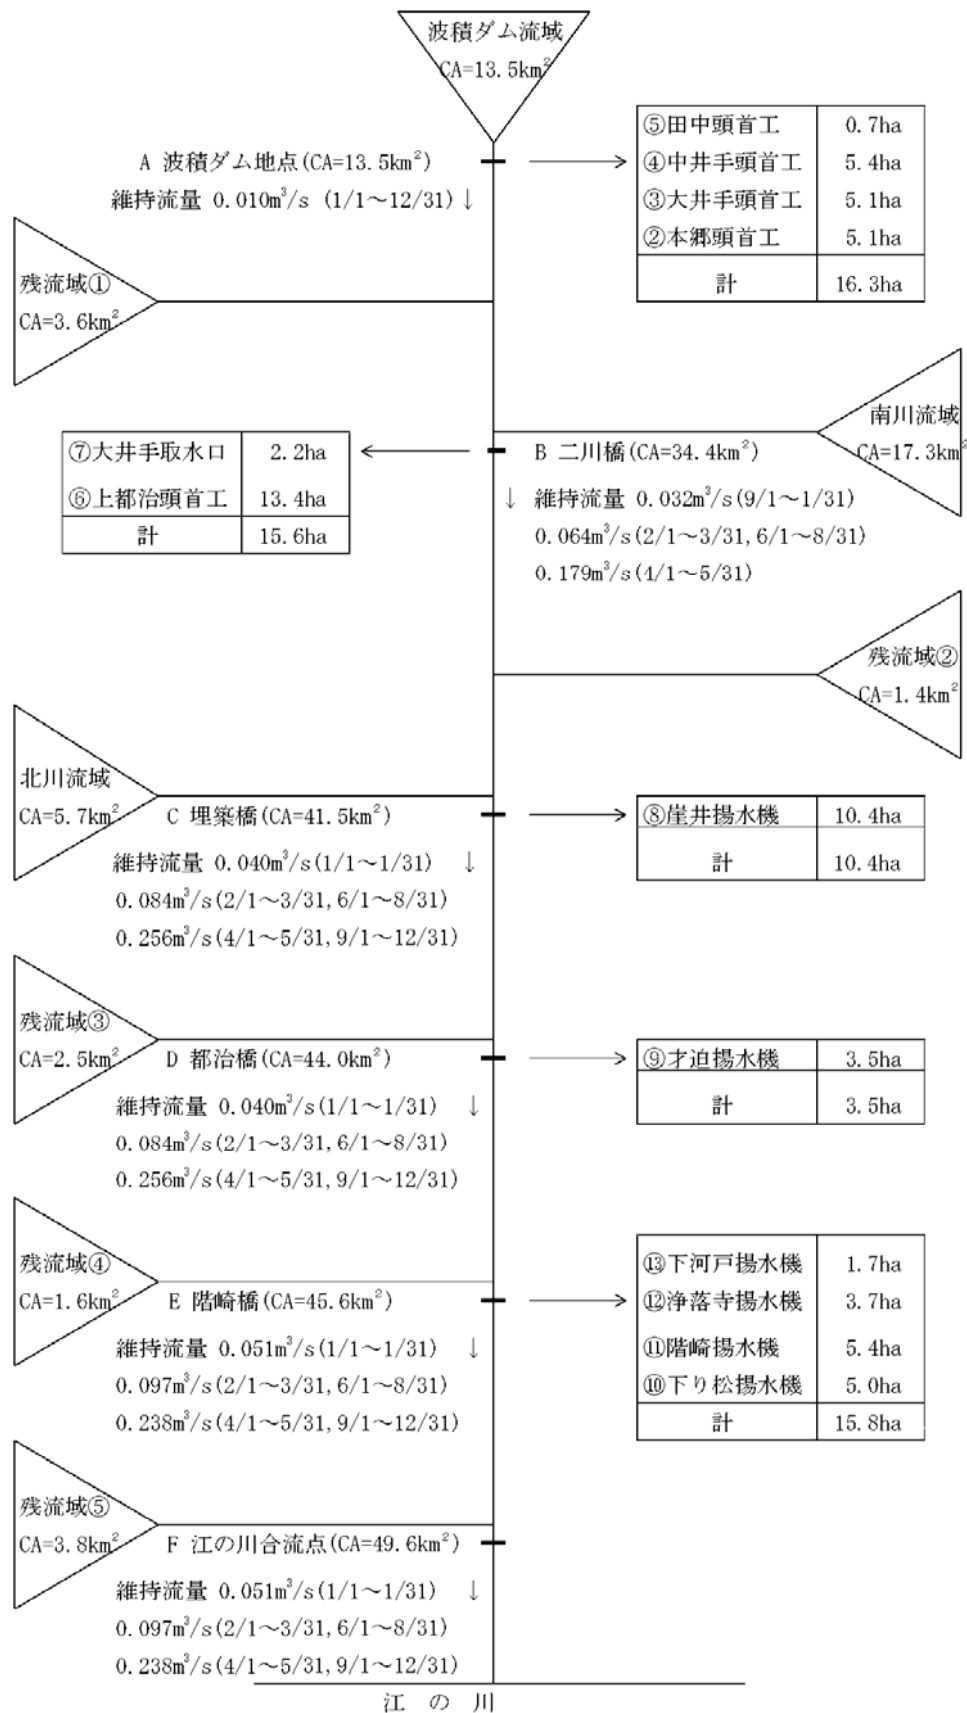 波積ダム流域
CA=13.5km²
A 波積ダム地点(CA=13.5km²)
維持流量 0.010m³/s (1/1～12/31) ↓
⑤田中頭首工 0.7ha
④中井手頭首工 5.4ha
③大井手頭首工 5.1ha
②本郷頭首工 5.1ha
計 16.3ha
残流域①
CA=3.6km²
南川流域
CA=17.3km²
⑦大井手取水口 2.2ha
⑥上都治頭首工 13.4ha
計 15.6ha
B 二川橋(CA=34.4km²)
↓ 維持流量 0.032m³/s(9/1～1/31)
0.064m³/s(2/1～3/31,6/1～8/31)
0.179m³/s(4/1～5/31)
残流域②
CA=1.4km²
北川流域
CA=5.7km²
C 埋築橋(CA=41.5km²)
維持流量 0.040m³/s(1/1～1/31) ↓
0.084m³/s(2/1～3/31,6/1～8/31)
0.256m³/s(4/1～5/31,9/1～12/31)
⑧崖井揚水機 10.4ha
計 10.4ha
残流域③
CA=2.5km²
D 都治橋(CA=44.0km²)
維持流量 0.040m³/s(1/1～1/31) ↓
0.084m³/s(2/1～3/31,6/1～8/31)
0.256m³/s(4/1～5/31,9/1～12/31)
⑨才迫揚水機 3.5ha
計 3.5ha
残流域④
CA=1.6km²
E 階崎橋(CA=45.6km²)
維持流量 0.051m³/s(1/1～1/31) ↓
0.097m³/s(2/1～3/31,6/1～8/31)
0.238m³/s(4/1～5/31,9/1～12/31)
⑬下河戸揚水機 1.7ha
⑫浄落寺揚水機 3.7ha
⑪階崎揚水機 5.4ha
⑩下り松揚水機 5.0ha
計 15.8ha
残流域⑤
CA=3.8km²
F 江の川合流点(CA=49.6km²)
維持流量 0.051m³/s(1/1～1/31) ↓
0.097m³/s(2/1～3/31,6/1～8/31)
0.238m³/s(4/1～5/31,9/1～12/31)
江の川